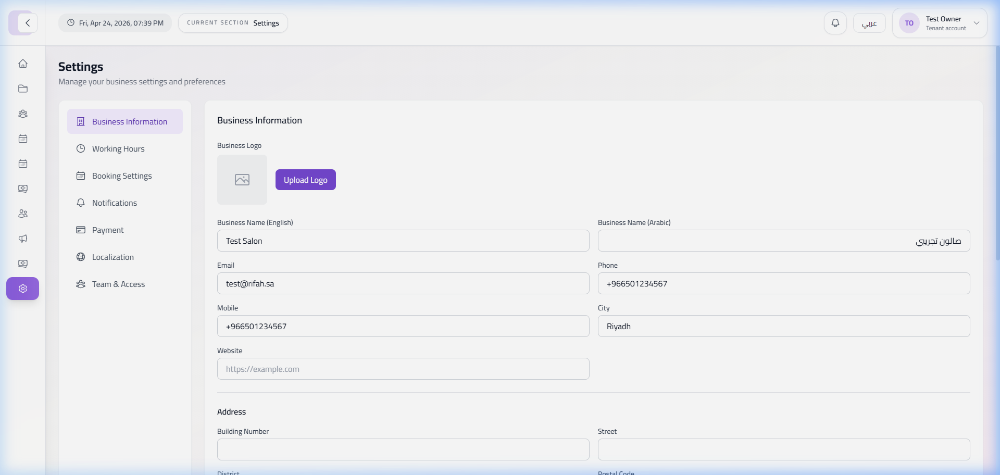 Fri, Apr 24, 2026, 07:39 PM
CURRENT SECTION Settings
عربي
TO
Test Owner
Tenant account
Settings
Manage your business settings and preferences
Business Information
Working Hours
Booking Settings
Notifications
Payment
Localization
Team & Access
Business Information
Business Logo
Upload Logo
Business Name (English)
Test Salon
Business Name (Arabic)
صالون تجريبي
Email
test@rifah.sa
Phone
+966501234567
Mobile
+966501234567
City
Riyadh
Website
https://example.com
Address
Building Number
Street
District
Postal Code